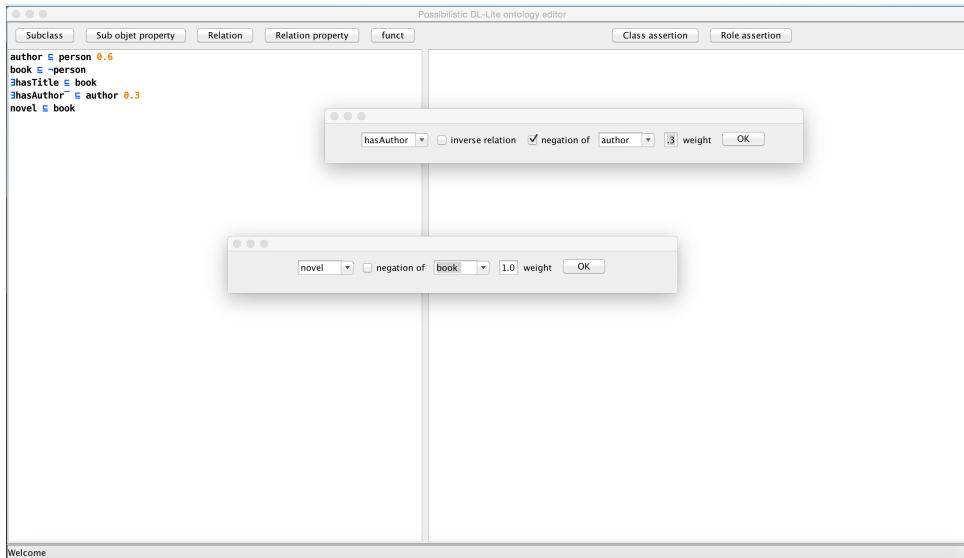 Possibilistic DL-Lite ontology editor
Subclass Sub objet property Relation Relation property funct Class assertion Role assertion
author ⊑ person 0.6
book ⊑ ¬person
∃hasTitle ⊑ book
∃hasAuthor⁻ ⊑ author 0.3
novel ⊑ book
hasAuthor inverse relation negation of author .3 weight OK
novel negation of book 1.0 weight OK
Welcome